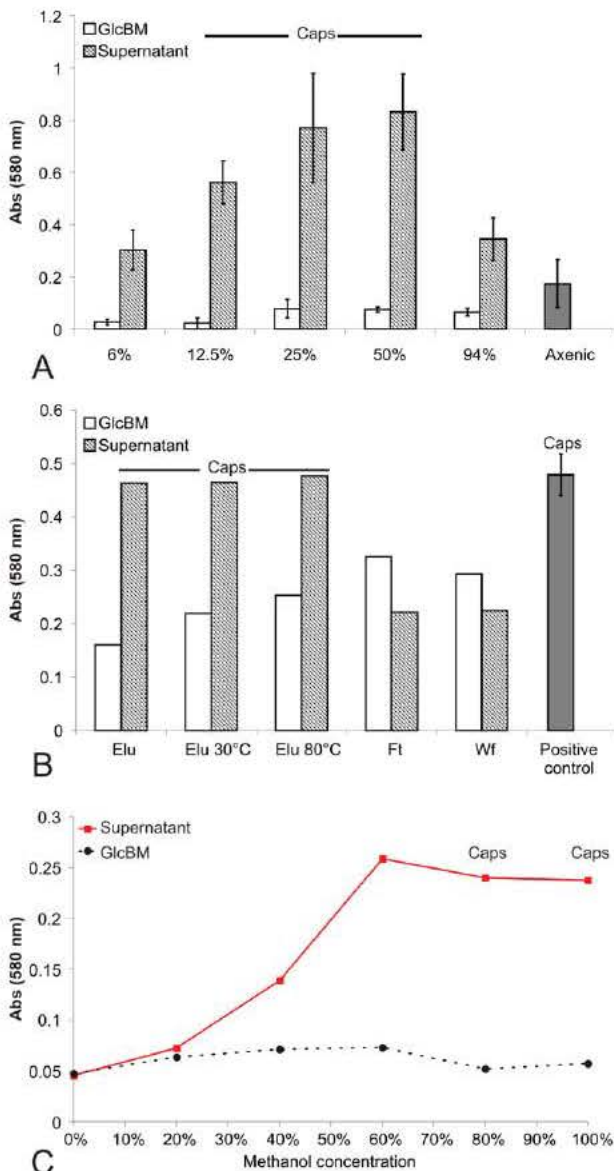 1.2
GlcBM
Supernatant
Caps
1
0.8
0.6
0.4
0.2
0
Abs (580 nm)
6% 12.5% 25% 50% 94% Axenic
A
0.6
GlcBM
Supernatant
Caps
Caps
0.5
0.4
0.3
0.2
0.1
0
Abs (580 nm)
Elu Elu 30°C Elu 80°C Ft Wf Positive
control
B
0.3
Supernatant
GlcBM
Caps Caps
0.25
0.2
0.15
0.1
0.05
0
Abs (580 nm)
0% 10% 20% 30% 40% 50% 60% 70% 80% 90% 100%
Methanol concentration
C